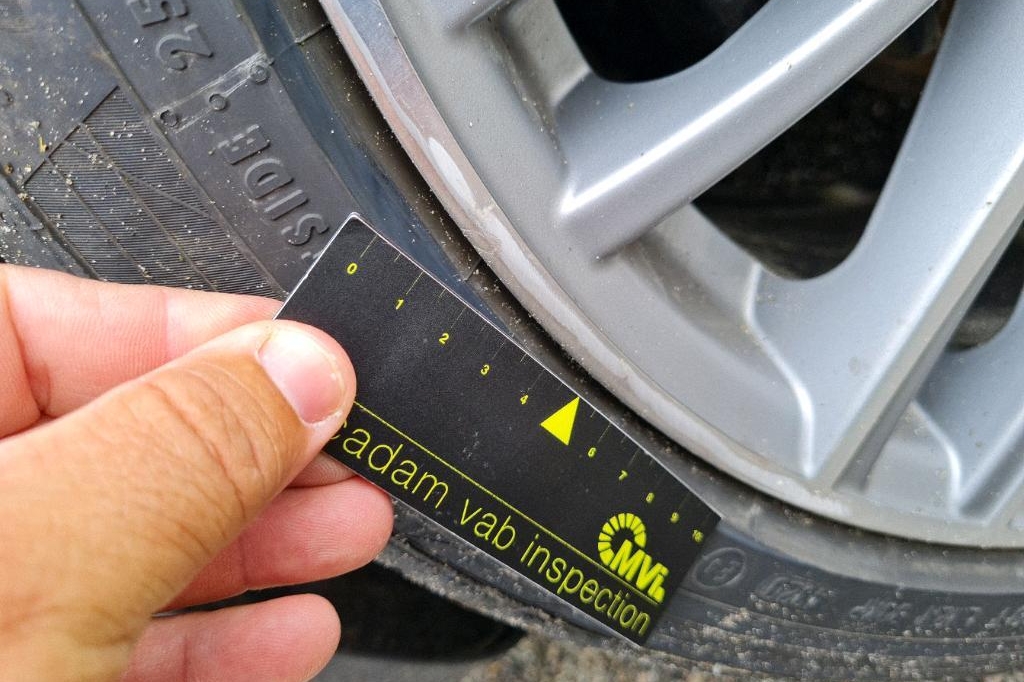 25
SIDE
0 1 2 3 4 6 7 8 9 10
adam vab inspection
MVi